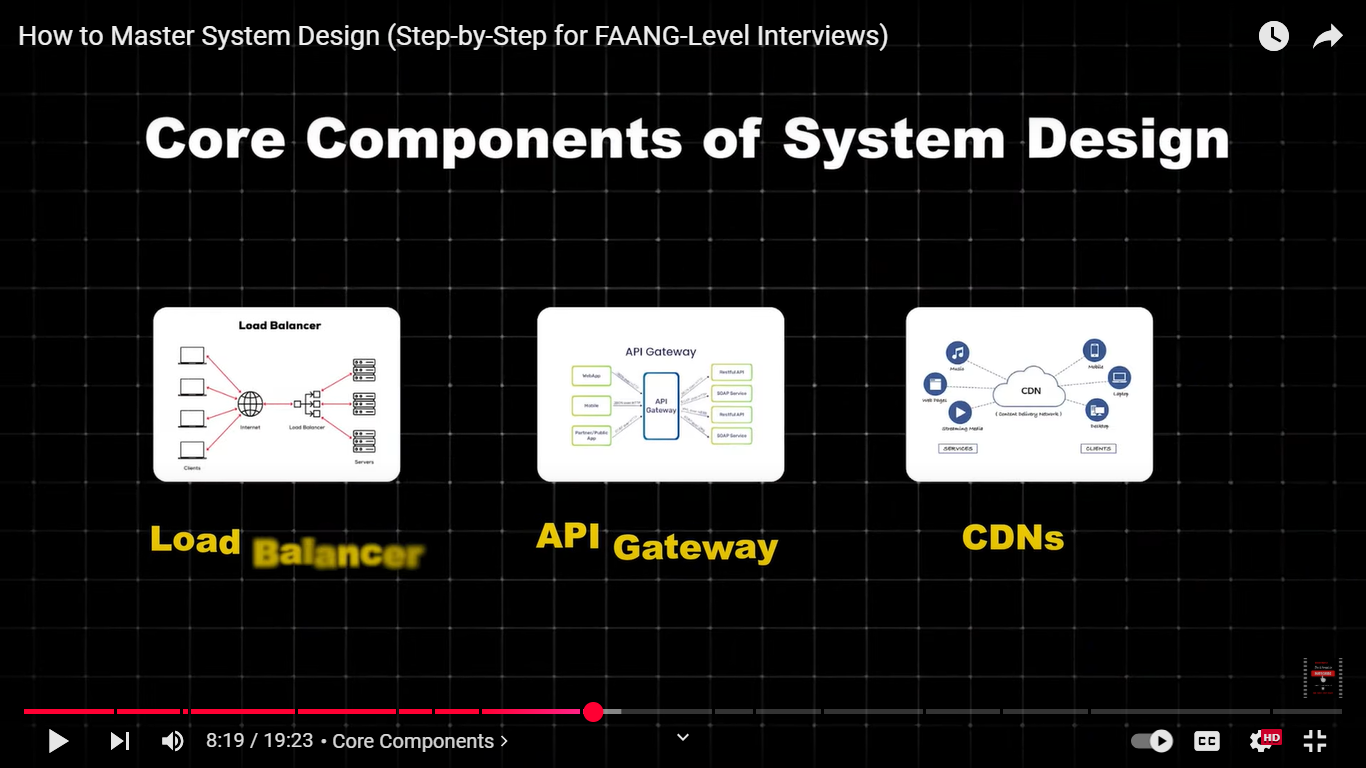 How to Master System Design (Step-by-Step for FAANG-Level Interviews)
Core Components of System Design
Load Balancer
Internet
Load Balancer
Clients
Servers
API Gateway
WebApp
Mobile
Partner/Public
App
API
Gateway
Restful API
SOAP Service
Restful API
SOAP Service
Music
Web Pages
Streaming Media
CDN
( Content Delivery Network )
Mobile
Laptop
Desktop
SERVICES
CLIENTS
Load Balancer
API Gateway
CDNs
8:19 / 19:23 • Core Components
CC
HD